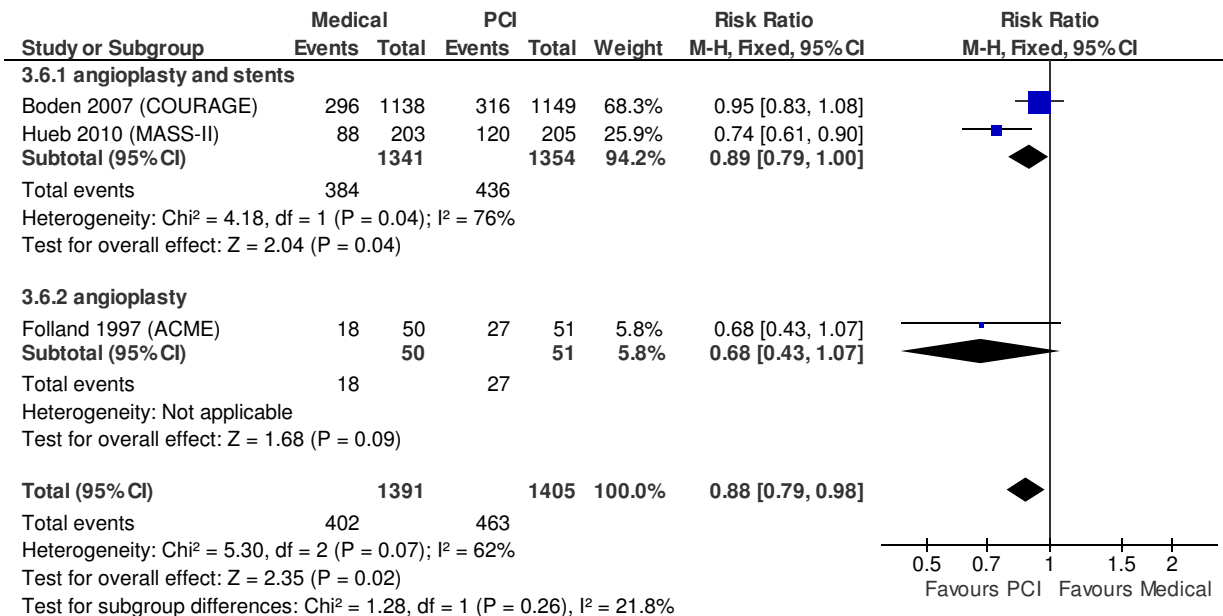 Medical PCI Risk Ratio Risk Ratio
Study or Subgroup Events Total Events Total Weight M-H, Fixed, 95% CI M-H, Fixed, 95% CI
3.6.1 angioplasty and stents
Boden 2007 (COURAGE) 296 1138 316 1149 68.3% 0.95 [0.83, 1.08]
Hueb 2010 (MASS-II) 88 203 120 205 25.9% 0.74 [0.61, 0.90]
Subtotal (95% CI) 1341 1354 94.2% 0.89 [0.79, 1.00]
Total events 384 436
Heterogeneity: Chi² = 4.18, df = 1 (P = 0.04); I² = 76%
Test for overall effect: Z = 2.04 (P = 0.04)
3.6.2 angioplasty
Folland 1997 (ACME) 18 50 27 51 5.8% 0.68 [0.43, 1.07]
Subtotal (95% CI) 50 51 5.8% 0.68 [0.43, 1.07]
Total events 18 27
Heterogeneity: Not applicable
Test for overall effect: Z = 1.68 (P = 0.09)
Total (95% CI) 1391 1405 100.0% 0.88 [0.79, 0.98]
Total events 402 463
Heterogeneity: Chi² = 5.30, df = 2 (P = 0.07); I² = 62%
Test for overall effect: Z = 2.35 (P = 0.02)
Test for subgroup differences: Chi² = 1.28, df = 1 (P = 0.26), I² = 21.8%
0.5 0.7 1 1.5 2
Favours PCI Favours Medical